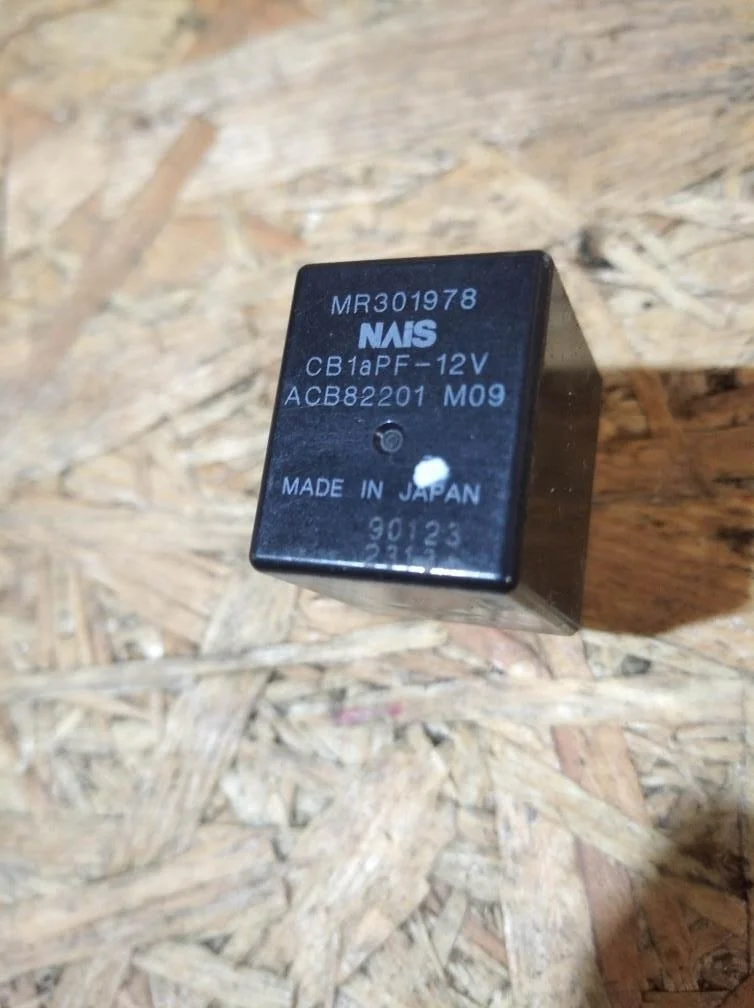 MR301978
NAiS
CB1aPF-12V
ACB82201 M09
MADE IN JAPAN
90123